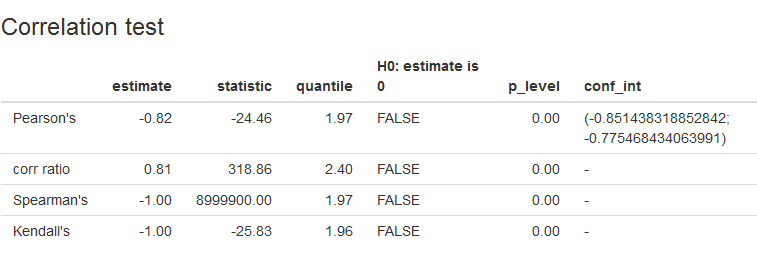 Correlation test
H0: estimate is
estimate statistic quantile 0 p_level conf_int
Pearson's -0.82 -24.46 1.97 FALSE 0.00 (-0.851438318852842;
-0.775468434063991)
corr ratio 0.81 318.86 2.40 FALSE 0.00 -
Spearman's -1.00 8999900.00 1.97 FALSE 0.00 -
Kendall's -1.00 -25.83 1.96 FALSE 0.00 -